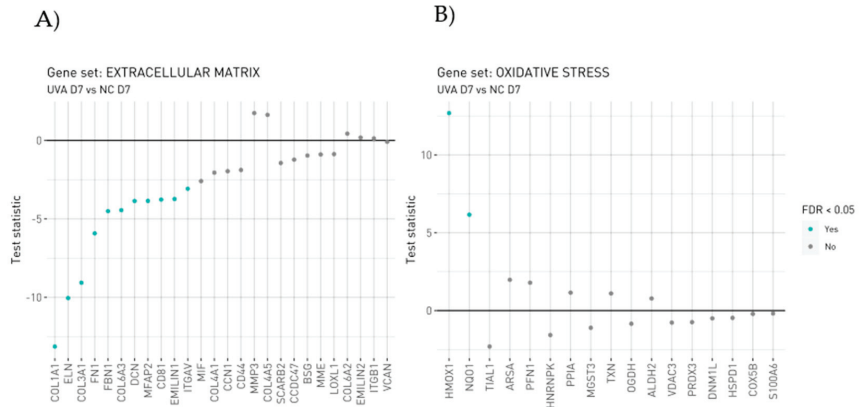 A)
Gene set: EXTRACELLULAR MATRIX
UVA D7 vs NC D7
Test statistic
0
-5
-10
COL1A1
ELN
COL3A1
FN1
FBN1
COL6A3
DCN
MFAP2
CD81
EMILIN1
ITGAV
MIF
COL4A1
CCN1
CD44
MMP3
COL4A5
SCARB2
CCDC47
BSG
MME
LOXL1
COL6A2
EMILIN2
ITGB1
VCAN
B)
Gene set: OXIDATIVE STRESS
UVA D7 vs NC D7
Test statistic
10
5
0
HMOX1
NQO1
TIAL1
ARSA
PFN1
HNRNPK
PPIA
MGST3
TXN
OGDH
ALDH2
VDAC3
PRDX3
DNM1L
HSPD1
COX5B
S100A6
FDR < 0.05
Yes
No